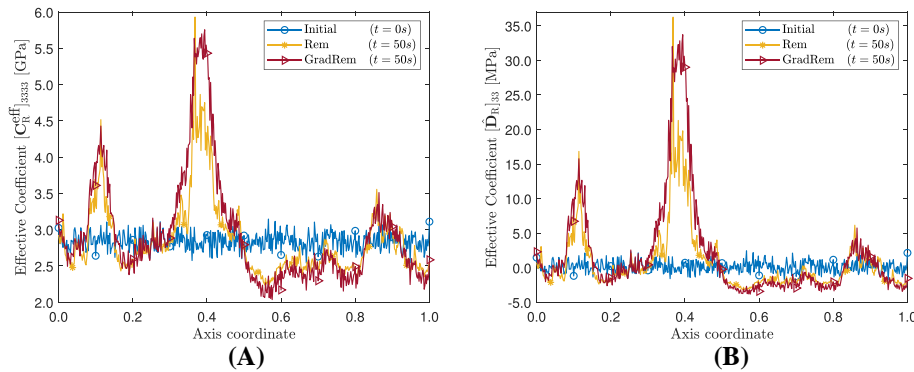 Effective Coefficient [C_R^eff]_3333 [GPa]
6.0
5.5
5.0
4.5
4.0
3.5
3.0
2.5
2.0
Initial (t = 0s)
Rem (t = 50s)
GradRem (t = 50s)
0.0 0.2 0.4 0.6 0.8 1.0
Axis coordinate
(A)
Effective Coefficient [D̂_R]_33 [MPa]
35.0
30.0
25.0
20.0
15.0
10.0
5.0
0.0
-5.0
Initial (t = 0s)
Rem (t = 50s)
GradRem (t = 50s)
0.0 0.2 0.4 0.6 0.8 1.0
Axis coordinate
(B)